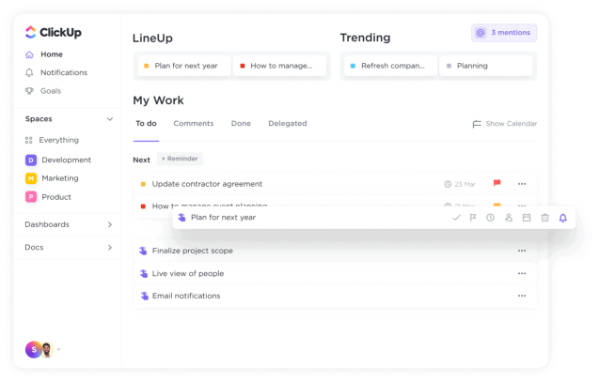 ClickUp
Home
Notifications
Goals
Spaces
Everything
D Development
M Marketing
P Product
Dashboards
Docs
S
LineUp
Plan for next year
How to manage...
Trending
@ 3 mentions
Refresh compan...
Planning
My Work
To do Comments Done Delegated
Show Calendar
Next + Reminder
Update contractor agreement 23 Mar
How to manage event planning Mar
Plan for next year
Finalize project scope
Live view of people
Email notifications